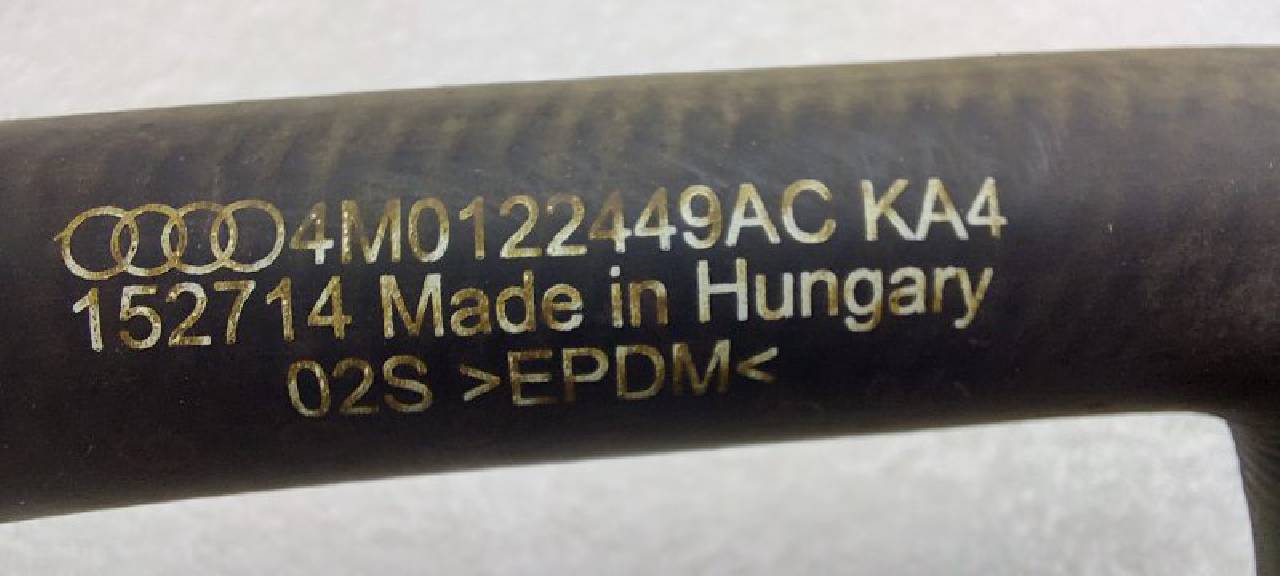 4M0122449AC KA4
152714 Made in Hungary
02S >EPDM<